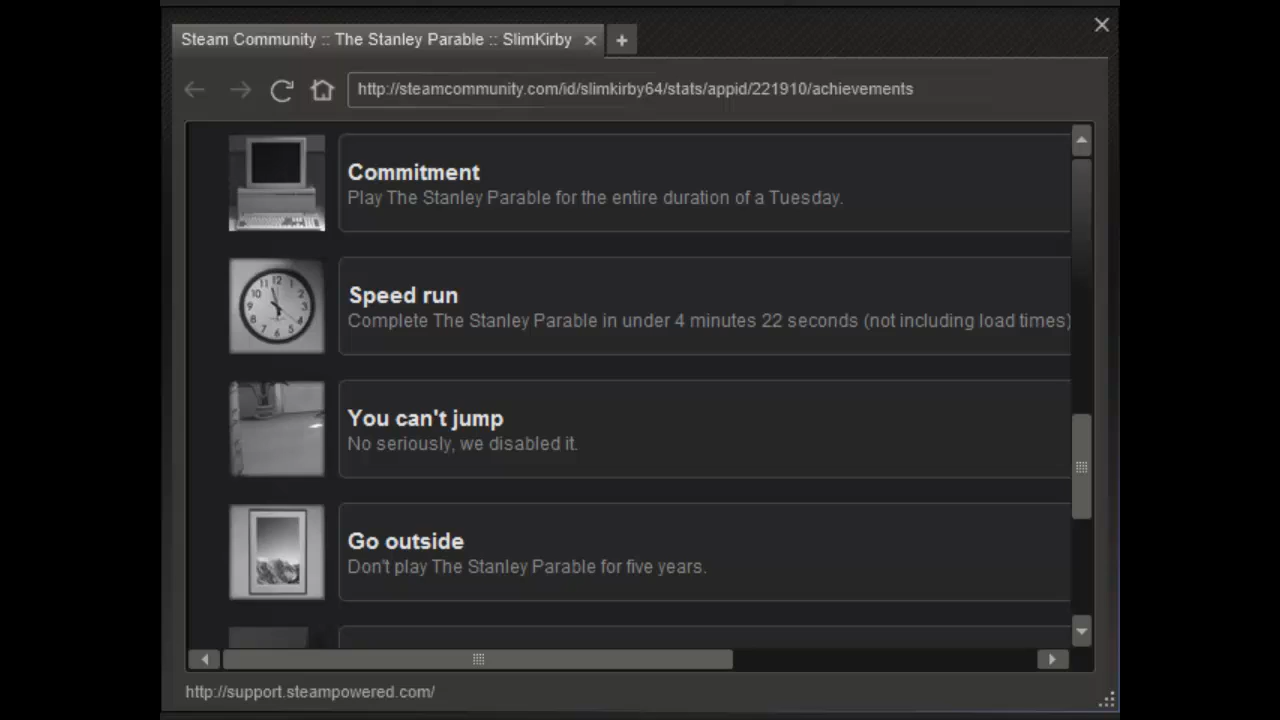 Steam Community :: The Stanley Parable :: SlimKirby
http://steamcommunity.com/id/slimkirby64/stats/appid/221910/achievements
Commitment
Play The Stanley Parable for the entire duration of a Tuesday.
Speed run
Complete The Stanley Parable in under 4 minutes 22 seconds (not including load times)
You can't jump
No seriously, we disabled it.
Go outside
Don't play The Stanley Parable for five years.
http://support.steampowered.com/